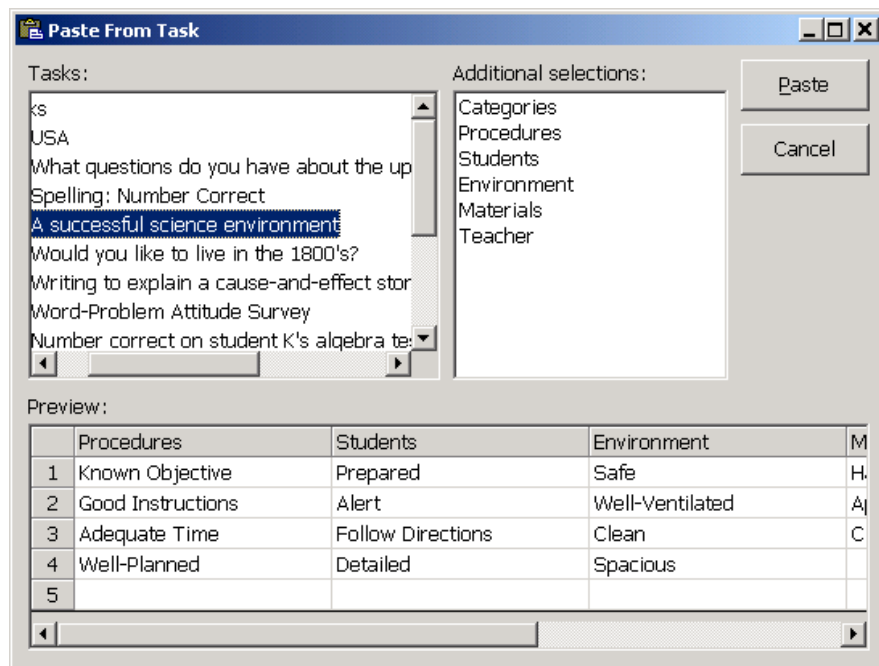 Paste From Task
Tasks:
ks
USA
What questions do you have about the up
Spelling: Number Correct
A successful science environment
Would you like to live in the 1800's?
Writing to explain a cause-and-effect stor
Word-Problem Attitude Survey
Number correct on student K's algebra te
Additional selections:
Categories
Procedures
Students
Environment
Materials
Teacher
Paste
Cancel
Preview:
Procedures Students Environment M
1 Known Objective Prepared Safe
2 Good Instructions Alert Well-Ventilated
3 Adequate Time Follow Directions Clean C
4 Well-Planned Detailed Spacious
5